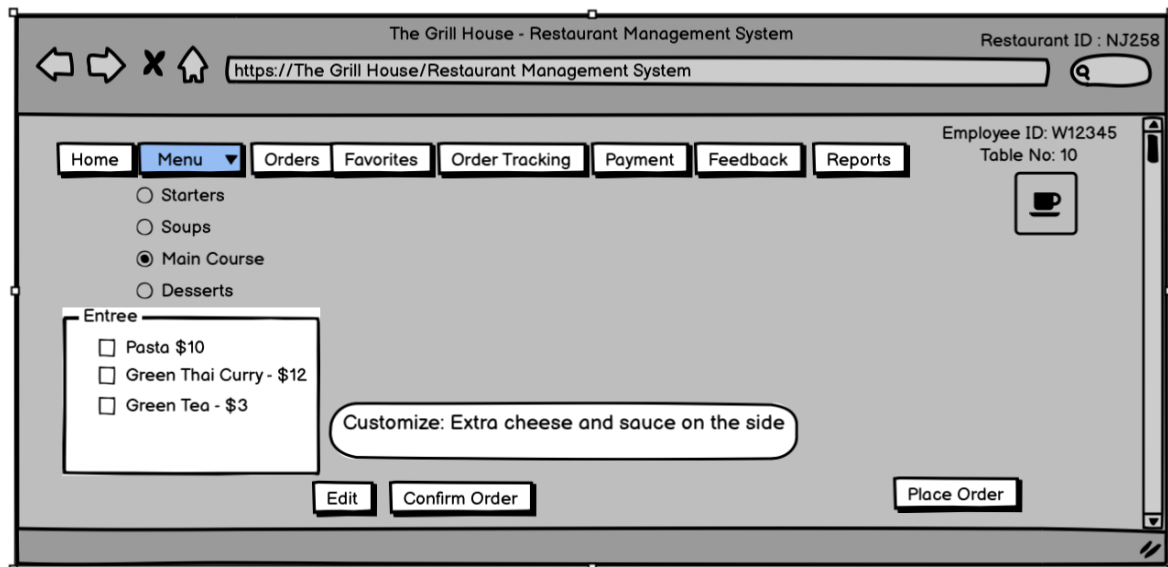 The Grill House - Restaurant Management System
Restaurant ID : NJ258
https://The Grill House/Restaurant Management System
Employee ID: W12345
Table No: 10
Home Menu Orders Favorites Order Tracking Payment Feedback Reports
Starters
Soups
Main Course
Desserts
Entree
Pasta $10
Green Thai Curry - $12
Green Tea - $3
Customize: Extra cheese and sauce on the side
Edit Confirm Order Place Order